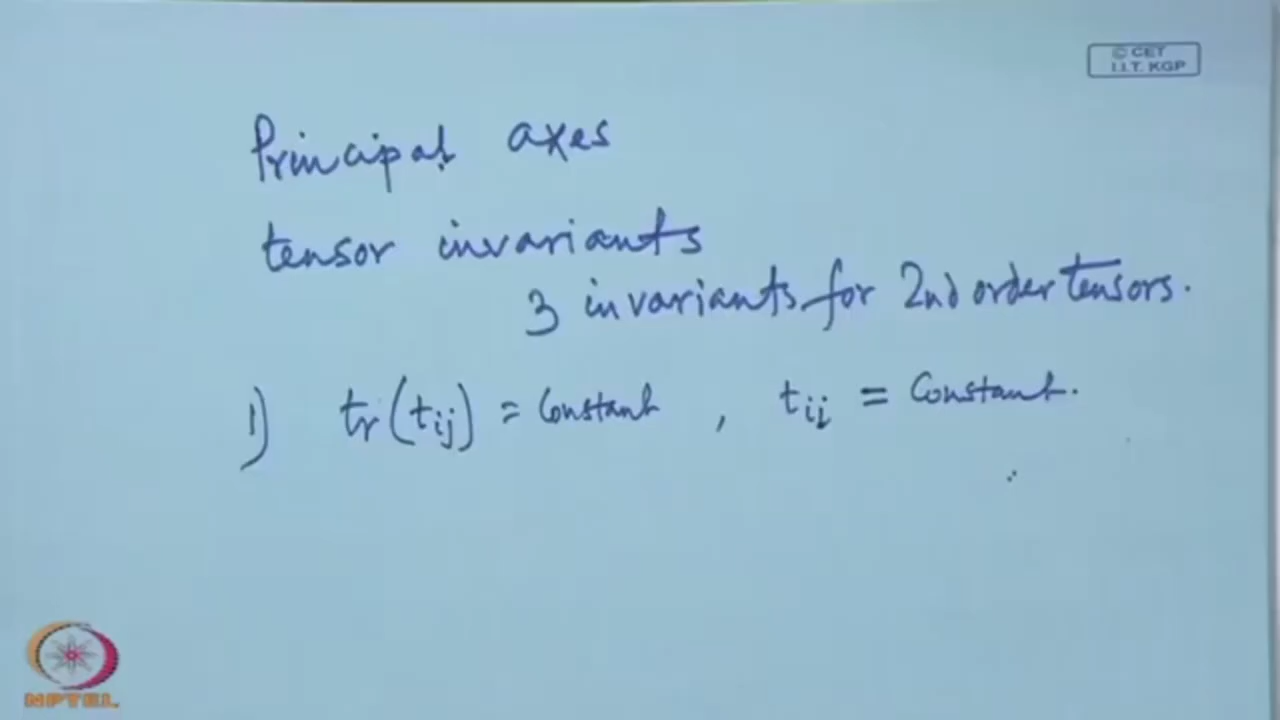 © CET
I.I.T. KGP
Principal axes
tensor invariants
3 invariants for 2nd order tensors.
1) tr(tij) = Constant , tii = Constant.
NPTEL